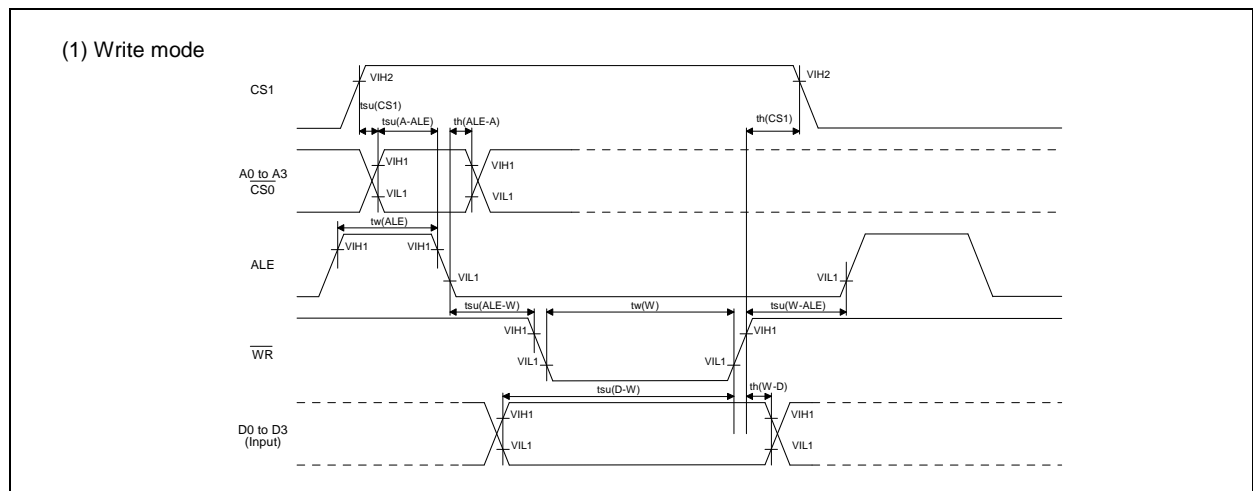 (1) Write mode
CS1
VIH2
VIH2
tsu(CS1)
tsu(A-ALE)
th(ALE-A)
th(CS1)
A0 to A3
CS0
VIH1
VIH1
VIL1
VIL1
tw(ALE)
ALE
VIH1
VIH1
VIL1
VIL1
tsu(ALE-W)
tw(W)
tsu(W-ALE)
WR
VIH1
VIH1
VIL1
VIL1
tsu(D-W)
th(W-D)
D0 to D3
(Input)
VIH1
VIH1
VIL1
VIL1